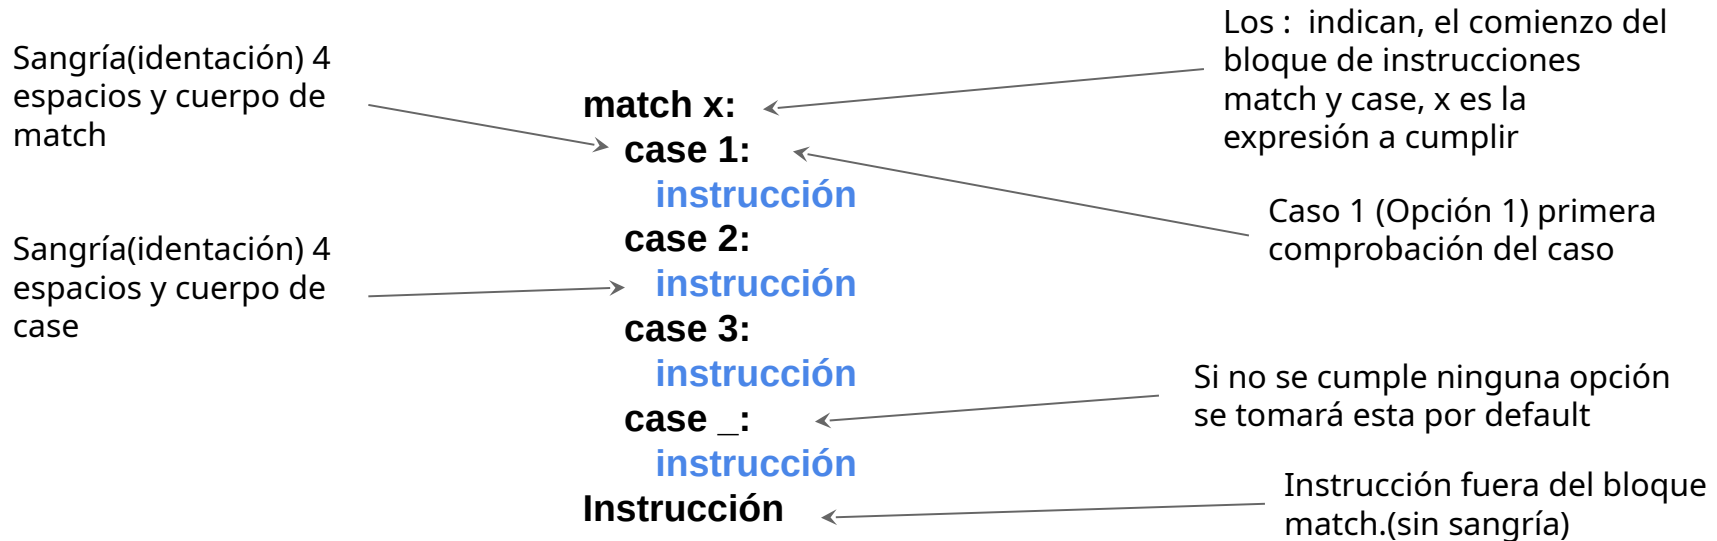 Sangría(identación) 4
espacios y cuerpo de
match
Sangría(identación) 4
espacios y cuerpo de
case
match x:
case 1:
instrucción
case 2:
instrucción
case 3:
instrucción
case _:
instrucción
Instrucción
Los : indican, el comienzo del
bloque de instrucciones
match y case, x es la
expresión a cumplir
Caso 1 (Opción 1) primera
comprobación del caso
Si no se cumple ninguna opción
se tomará esta por default
Instrucción fuera del bloque
match.(sin sangría)